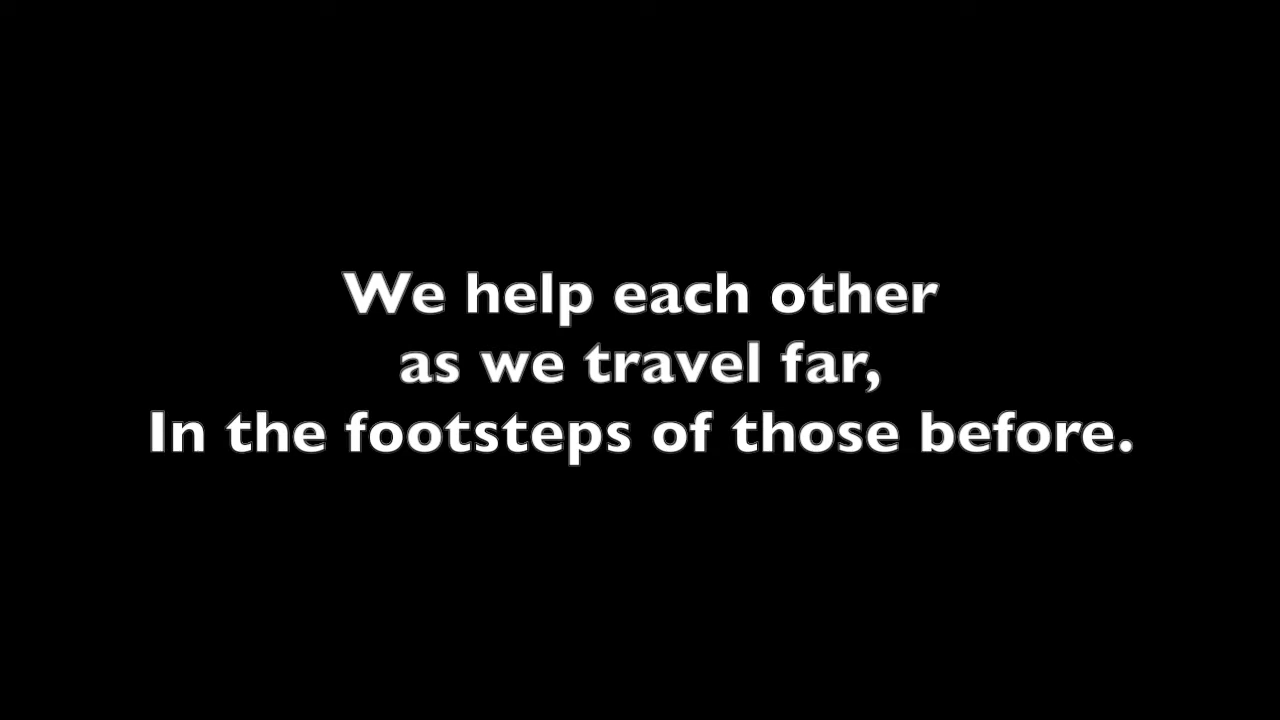 We help each other
as we travel far,
In the footsteps of those before.